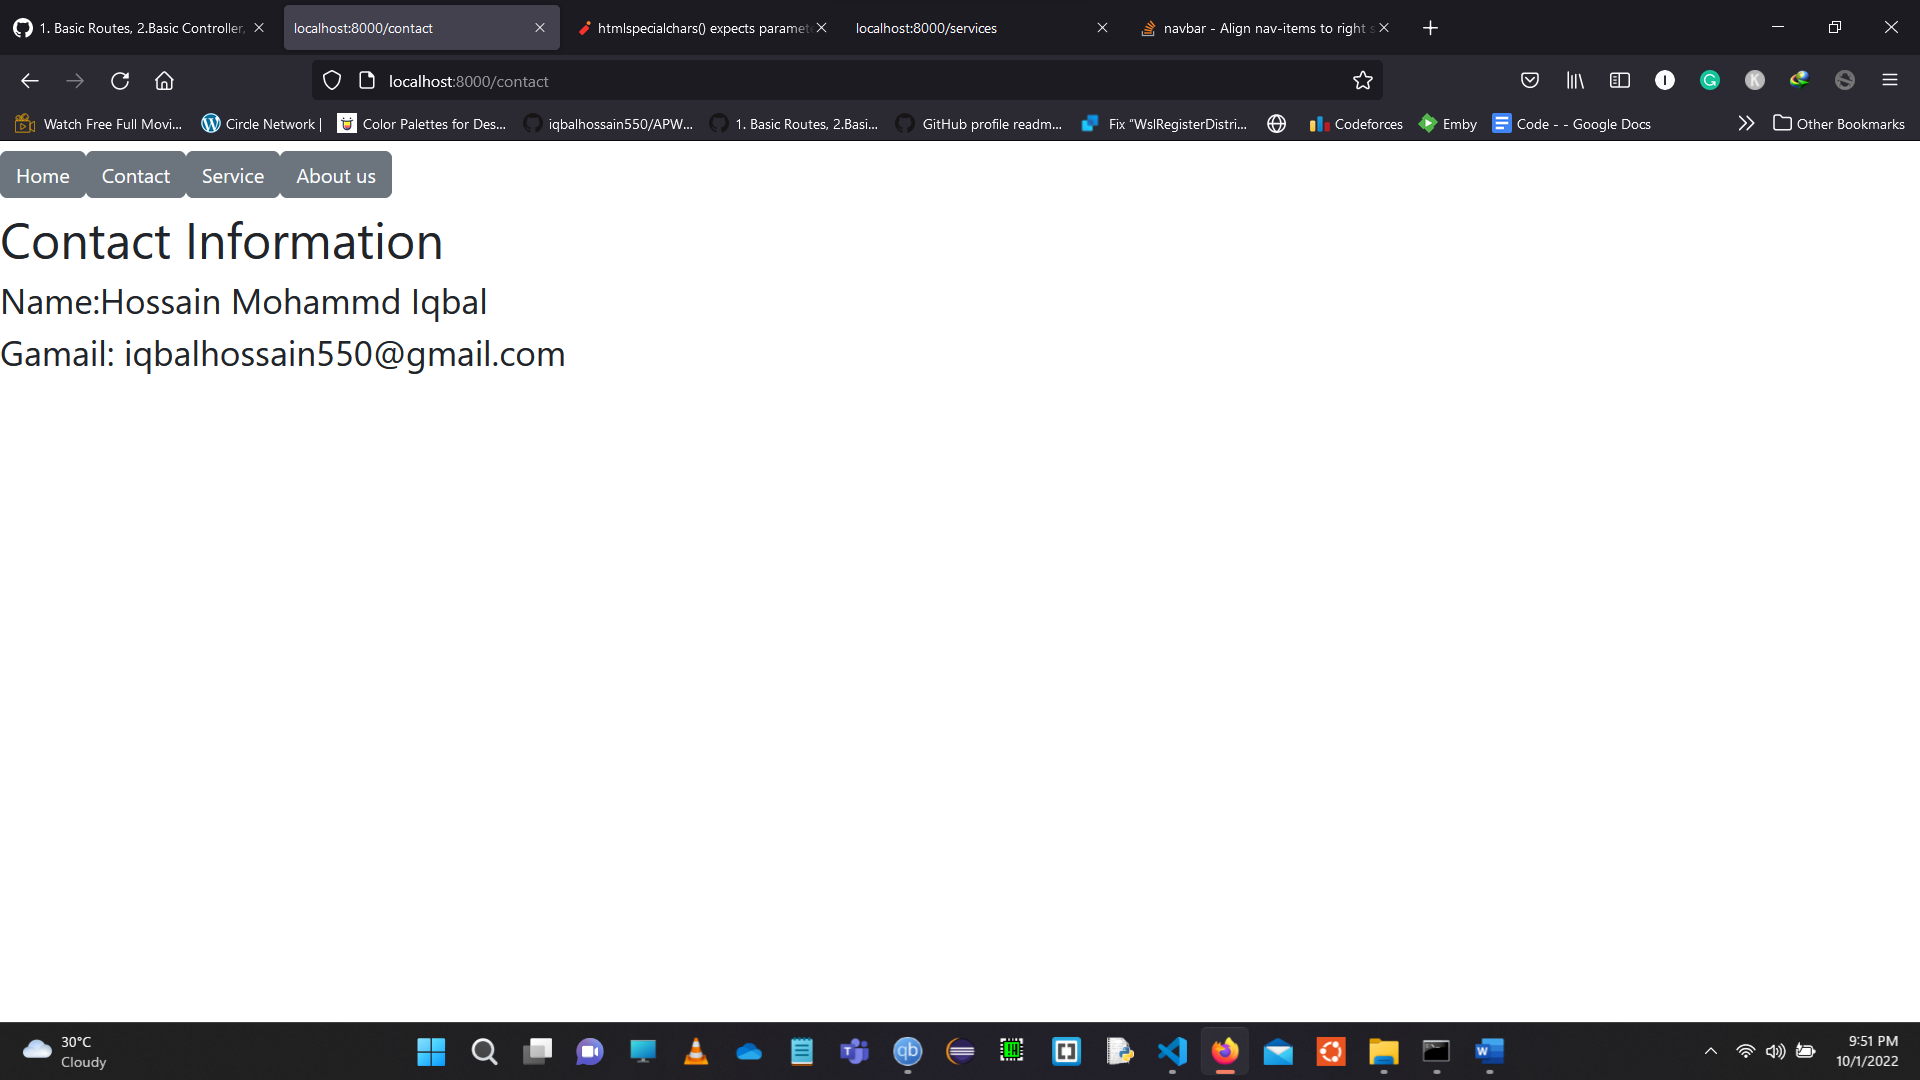 1. Basic Routes, 2.Basic Controller,
localhost:8000/contact
htmlspecialchars() expects paramete
localhost:8000/services
navbar - Align nav-items to right s
localhost:8000/contact
Watch Free Full Movi...
Circle Network |
Color Palettes for Des...
iqbalhossain550/APW...
1. Basic Routes, 2.Basi...
GitHub profile readm...
Fix “WslRegisterDistri...
Codeforces
Emby
Code - - Google Docs
Other Bookmarks
Home
Contact
Service
About us
Contact Information
Name:Hossain Mohammd Iqbal
Gamail: iqbalhossain550@gmail.com
30°C
Cloudy
9:51 PM
10/1/2022